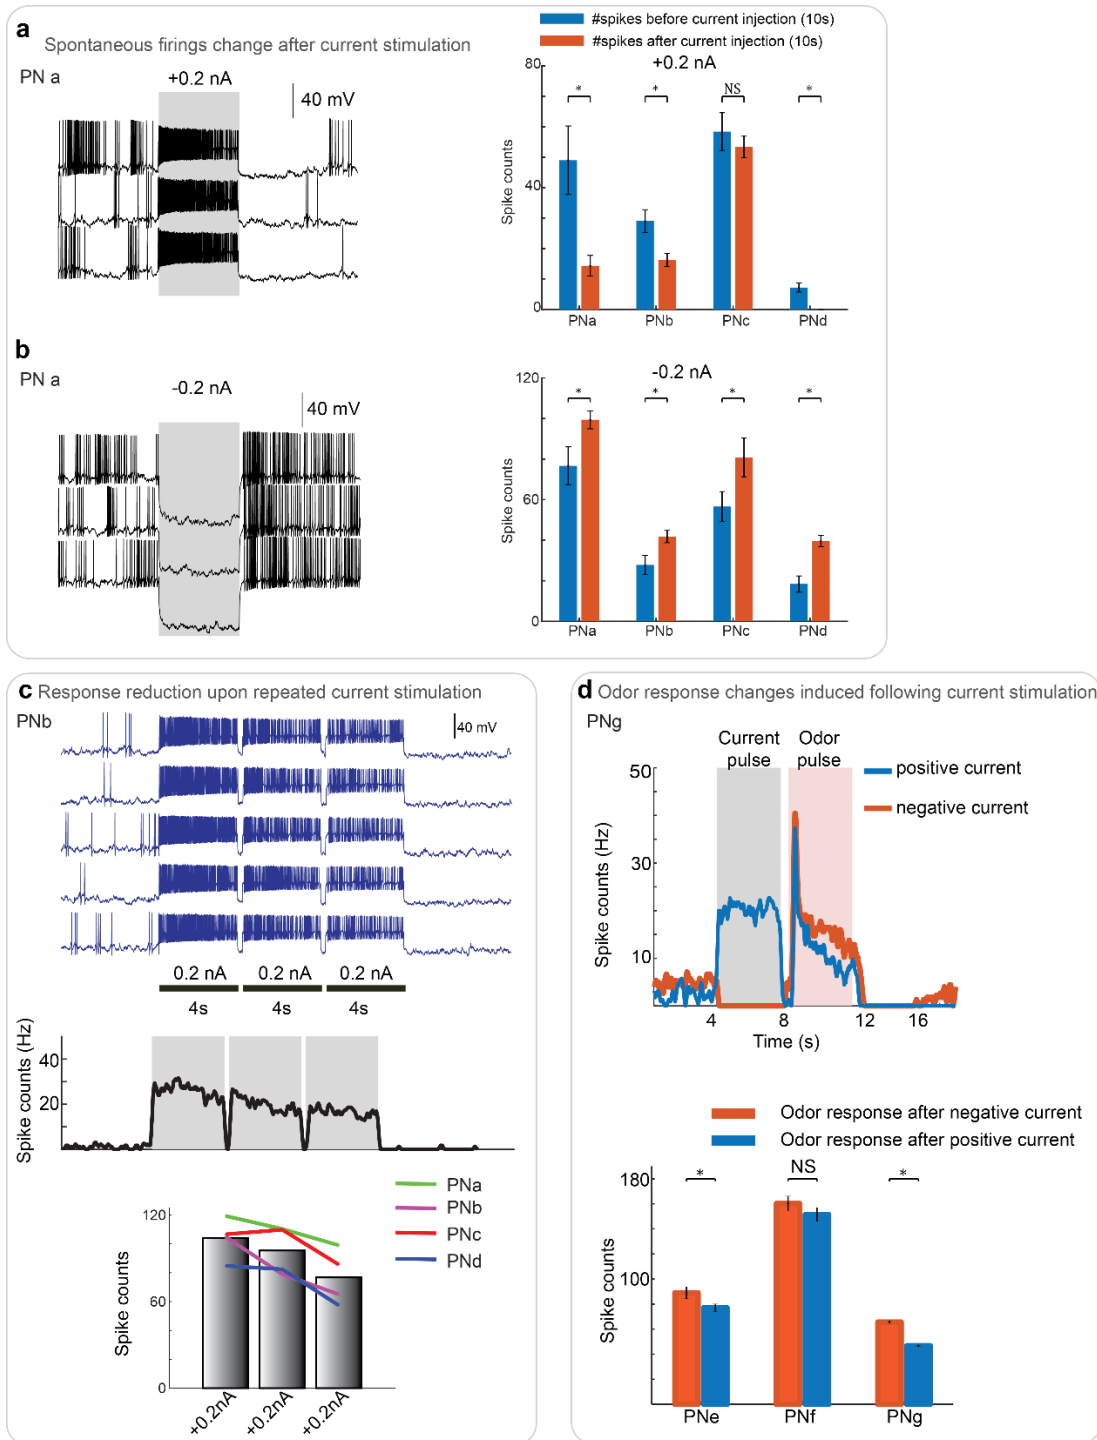 a
Spontaneous firings change after current stimulation
#spikes before current injection (10s)
#spikes after current injection (10s)
PN a
+0.2 nA
40 mV
+0.2 nA
80
40
0
Spike counts
* * NS *
PNa PNb PNc PNd
b
PN a
-0.2 nA
40 mV
-0.2 nA
120
60
0
Spike counts
* * * *
PNa PNb PNc PNd
c Response reduction upon repeated current stimulation
PNb
40 mV
0.2 nA 0.2 nA 0.2 nA
4s 4s 4s
Spike counts (Hz)
40
20
PNa
PNb
PNc
PNd
Spike counts
120
60
0
+0.2nA +0.2nA +0.2nA
d Odor response changes induced following current stimulation
PNg
Current pulse
Odor pulse
positive current
negative current
Spike counts (Hz)
50
30
10
4 8 12 16
Time (s)
Odor response after negative current
Odor response after positive current
* NS *
180
100
Spike counts
PNe PNf PNg